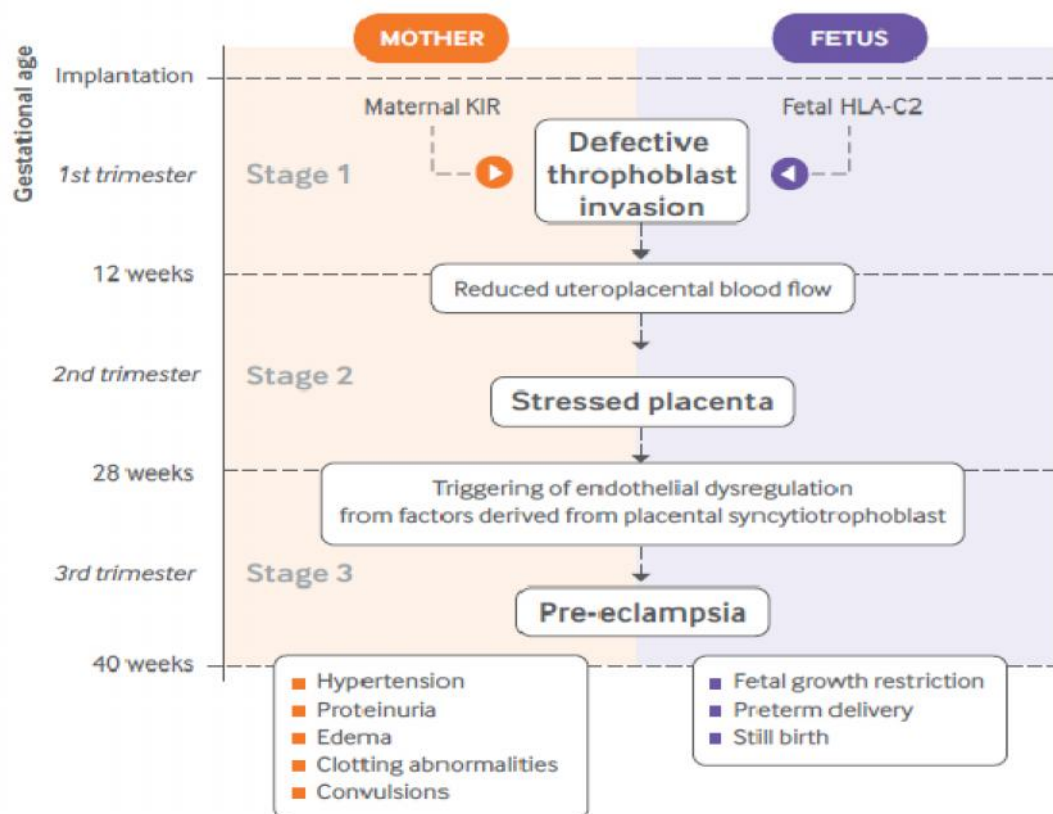 MOTHER
FETUS
Gestational age
Implantation
Maternal KIR
Fetal HLA-C2
1st trimester
Stage 1
Defective
throphoblast
invasion
12 weeks
Reduced uteroplacental blood flow
2nd trimester
Stage 2
Stressed placenta
28 weeks
Triggering of endothelial dysregulation
from factors derived from placental syncytiotrophoblast
3rd trimester
Stage 3
Pre-eclampsia
40 weeks
Hypertension
Proteinuria
Edema
Clotting abnormalities
Convulsions
Fetal growth restriction
Preterm delivery
Still birth